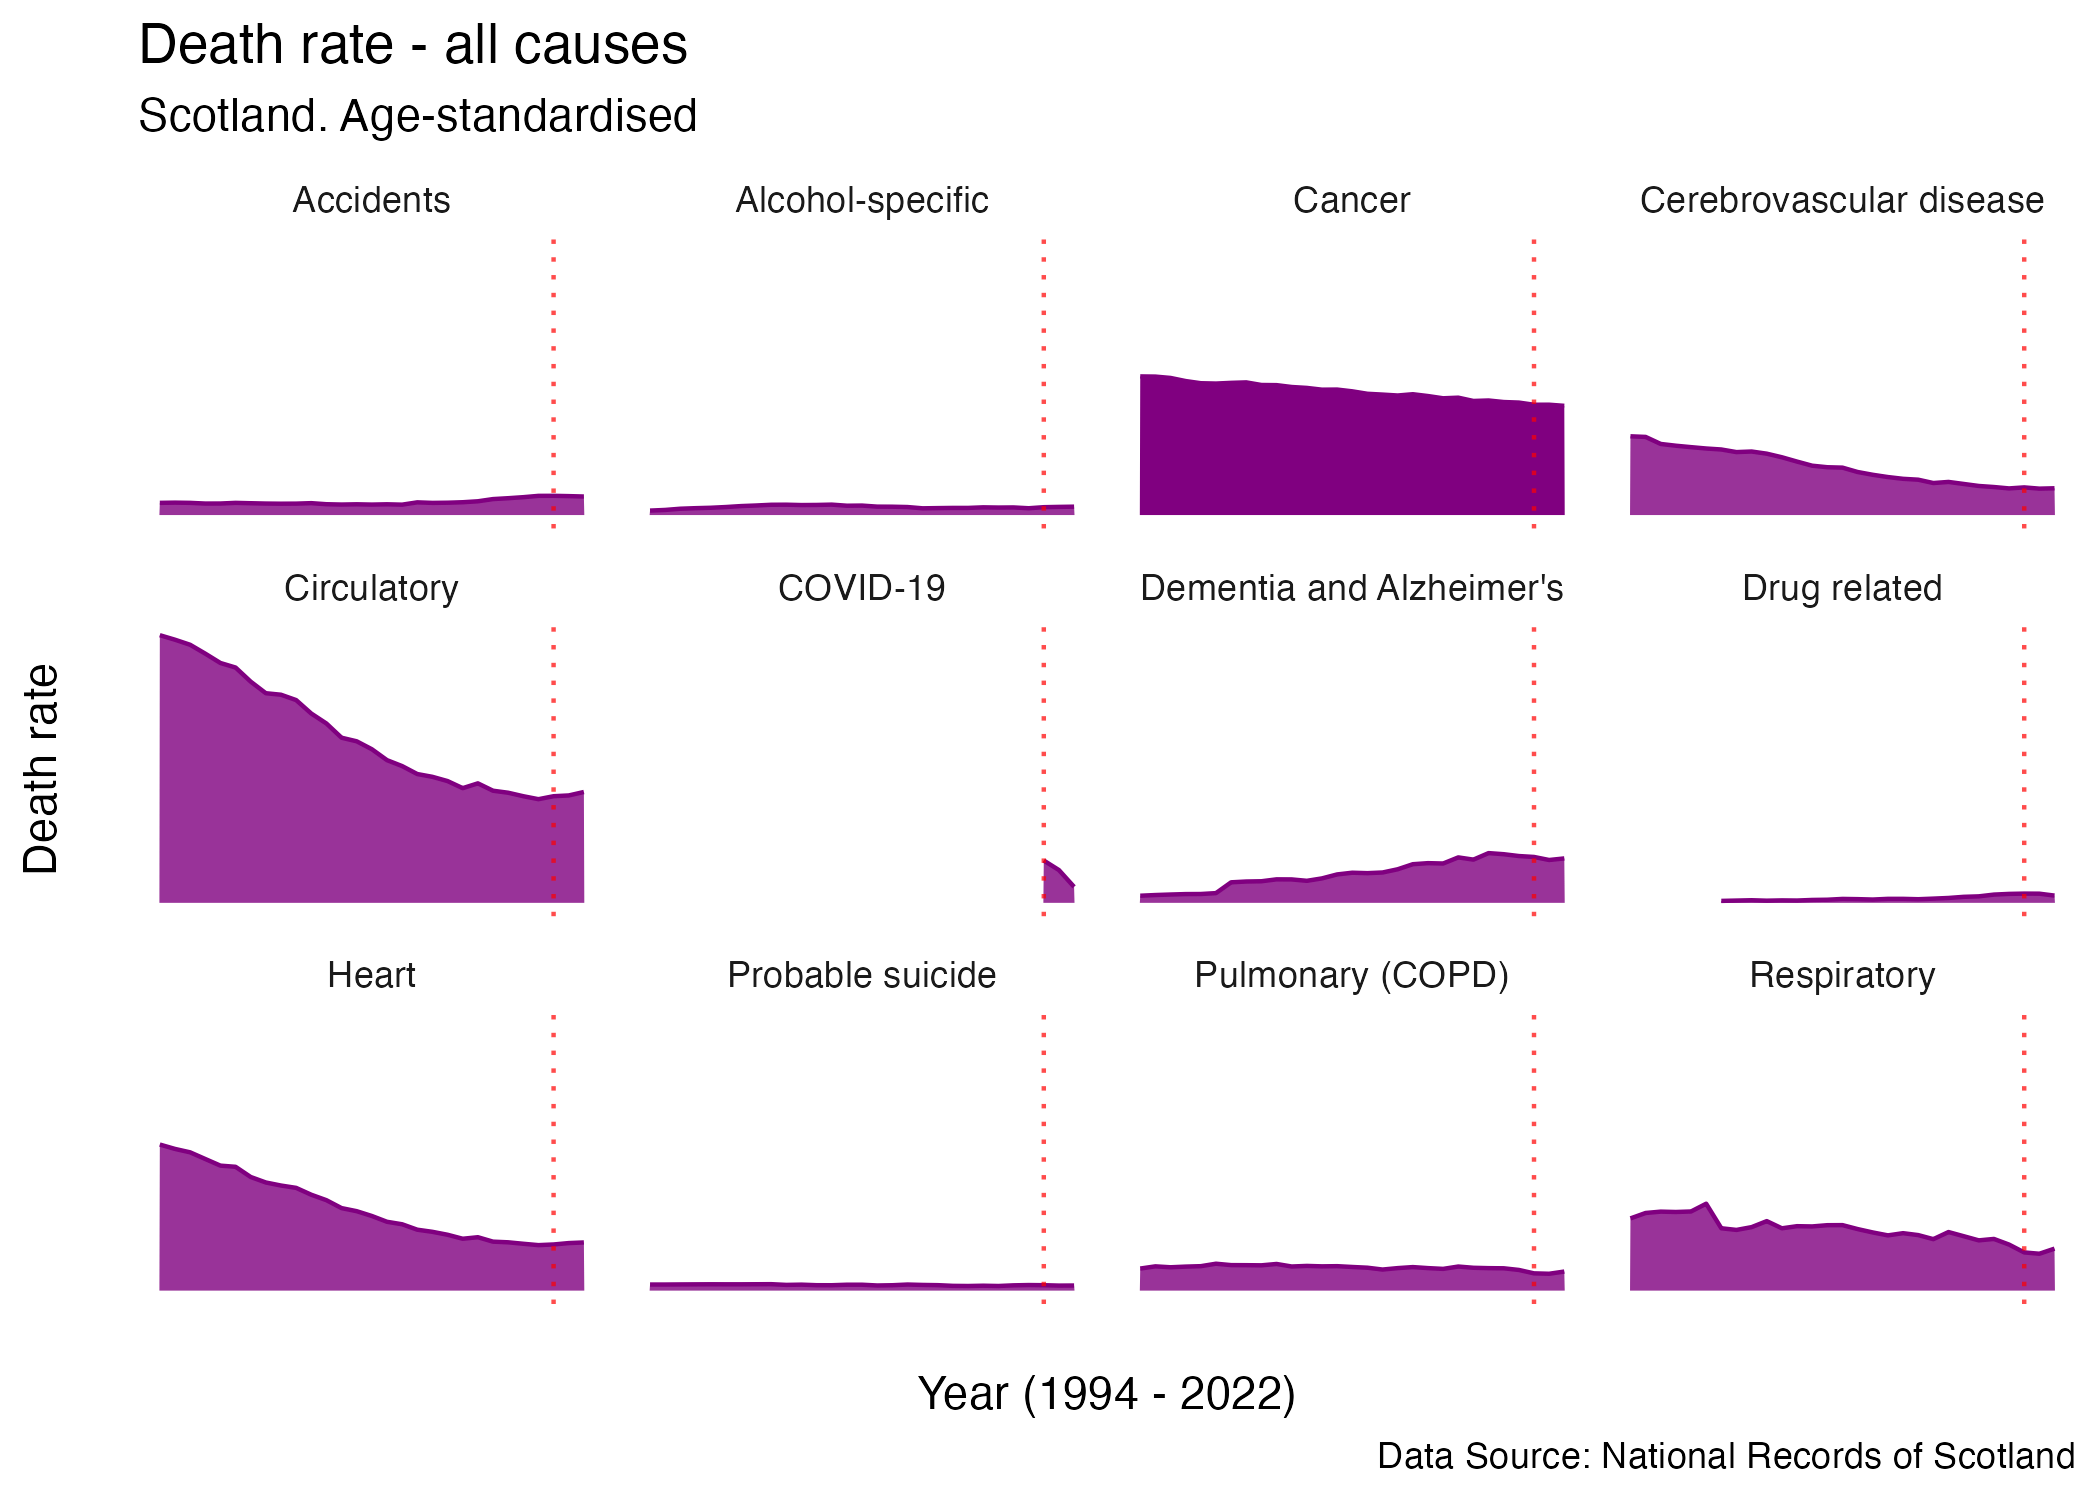 Death rate - all causes
Scotland. Age-standardised
Accidents
Alcohol-specific
Cancer
Cerebrovascular disease
Circulatory
COVID-19
Dementia and Alzheimer's
Drug related
Heart
Probable suicide
Pulmonary (COPD)
Respiratory
Death rate
Year (1994 - 2022)
Data Source: National Records of Scotland